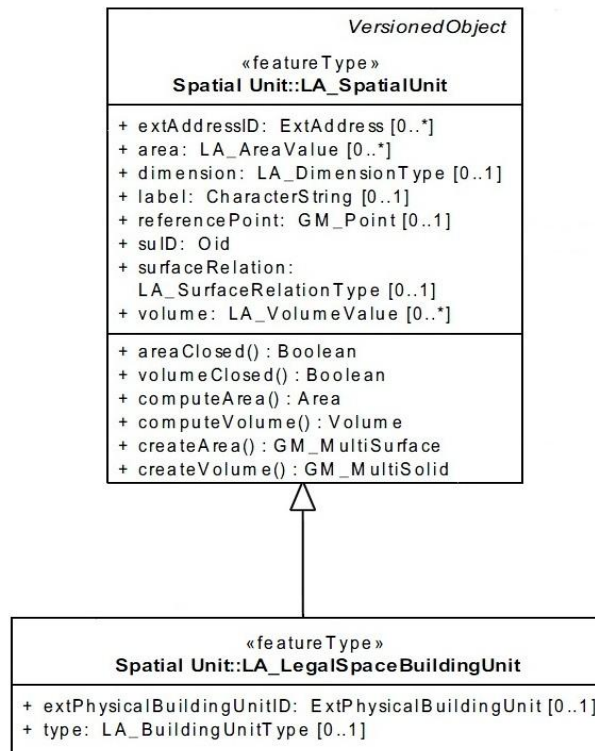 VersionedObject
«featureType»
Spatial Unit::LA_SpatialUnit
+ extAddressID: ExtAddress [0..*]
+ area: LA_AreaValue [0..*]
+ dimension: LA_DimensionType [0..1]
+ label: CharacterString [0..1]
+ referencePoint: GM_Point [0..1]
+ suID: Oid
+ surfaceRelation:
LA_SurfaceRelationType [0..1]
+ volume: LA_VolumeValue [0..*]
+ areaClosed() : Boolean
+ volumeClosed() : Boolean
+ computeArea() : Area
+ computeVolume() : Volume
+ createArea() : GM_MultiSurface
+ createVolume() : GM_MultiSolid
«featureType»
Spatial Unit::LA_LegalSpaceBuildingUnit
+ extPhysicalBuildingUnitID: ExtPhysicalBuildingUnit [0..1]
+ type: LA_BuildingUnitType [0..1]